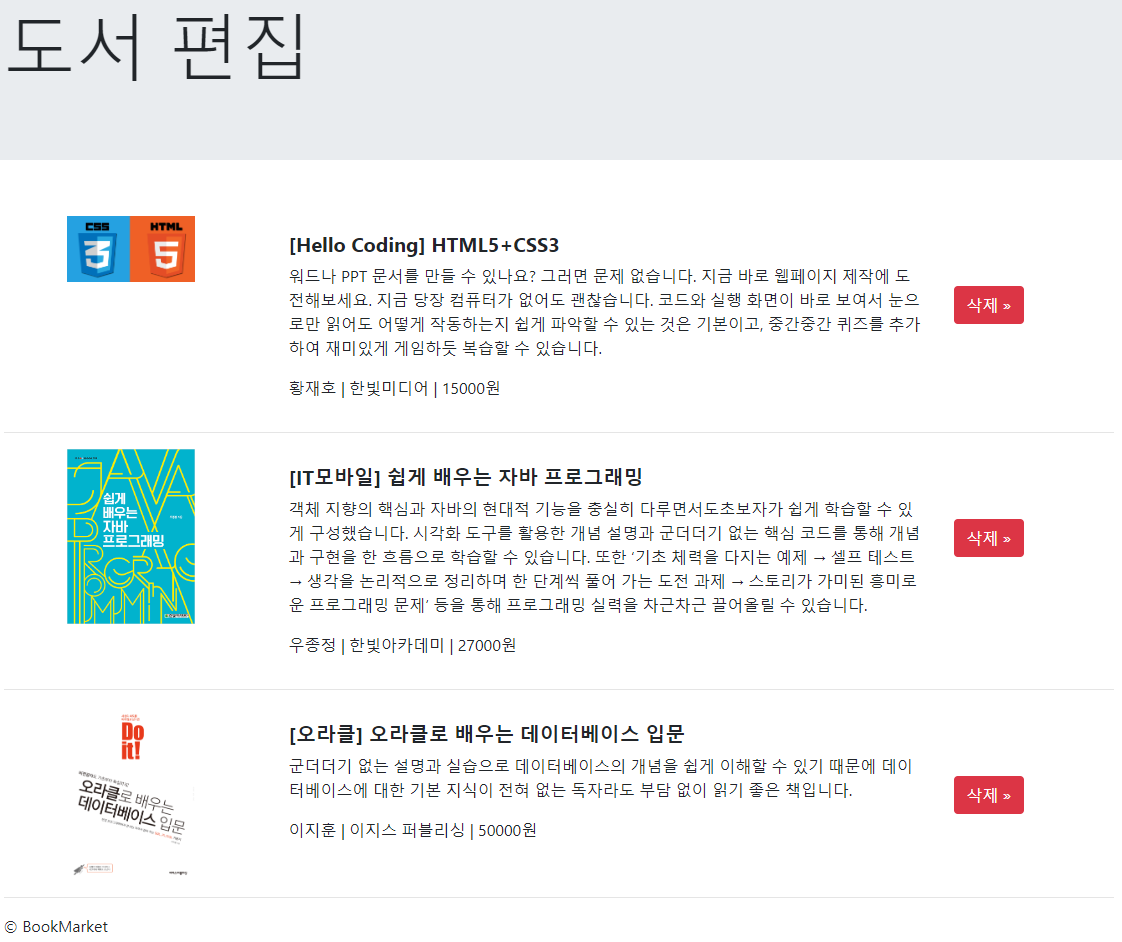 도서 편집
CSS
3
HTML
5
[Hello Coding] HTML5+CSS3
워드나 PPT 문서를 만들 수 있나요? 그러면 문제 없습니다. 지금 바로 웹페이지 제작에 도
전해보세요. 지금 당장 컴퓨터가 없어도 괜찮습니다. 코드와 실행 화면이 바로 보여서 눈으
로만 읽어도 어떻게 작동하는지 쉽게 파악할 수 있는 것은 기본이고, 중간중간 퀴즈를 추가
하여 재미있게 게임하듯 복습할 수 있습니다.
황재호 | 한빛미디어 | 15000원
삭제 »
쉽게
배우는
자바
프로그래밍
[IT모바일] 쉽게 배우는 자바 프로그래밍
객체 지향의 핵심과 자바의 현대적 기능을 충실히 다루면서도초보자가 쉽게 학습할 수 있
게 구성했습니다. 시각화 도구를 활용한 개념 설명과 군더더기 없는 핵심 코드를 통해 개념
과 구현을 한 흐름으로 학습할 수 있습니다. 또한 ‘기초 체력을 다지는 예제 → 셀프 테스트
→ 생각을 논리적으로 정리하며 한 단계씩 풀어 가는 도전 과제 → 스토리가 가미된 흥미로
운 프로그래밍 문제’ 등을 통해 프로그래밍 실력을 차근차근 끌어올릴 수 있습니다.
우종정 | 한빛아카데미 | 27000원
삭제 »
Do
it!
오라클로 배우는
데이터베이스 입문
[오라클] 오라클로 배우는 데이터베이스 입문
군더더기 없는 설명과 실습으로 데이터베이스의 개념을 쉽게 이해할 수 있기 때문에 데이
터베이스에 대한 기본 지식이 전혀 없는 독자라도 부담 없이 읽기 좋은 책입니다.
이지훈 | 이지스 퍼블리싱 | 50000원
삭제 »
© BookMarket